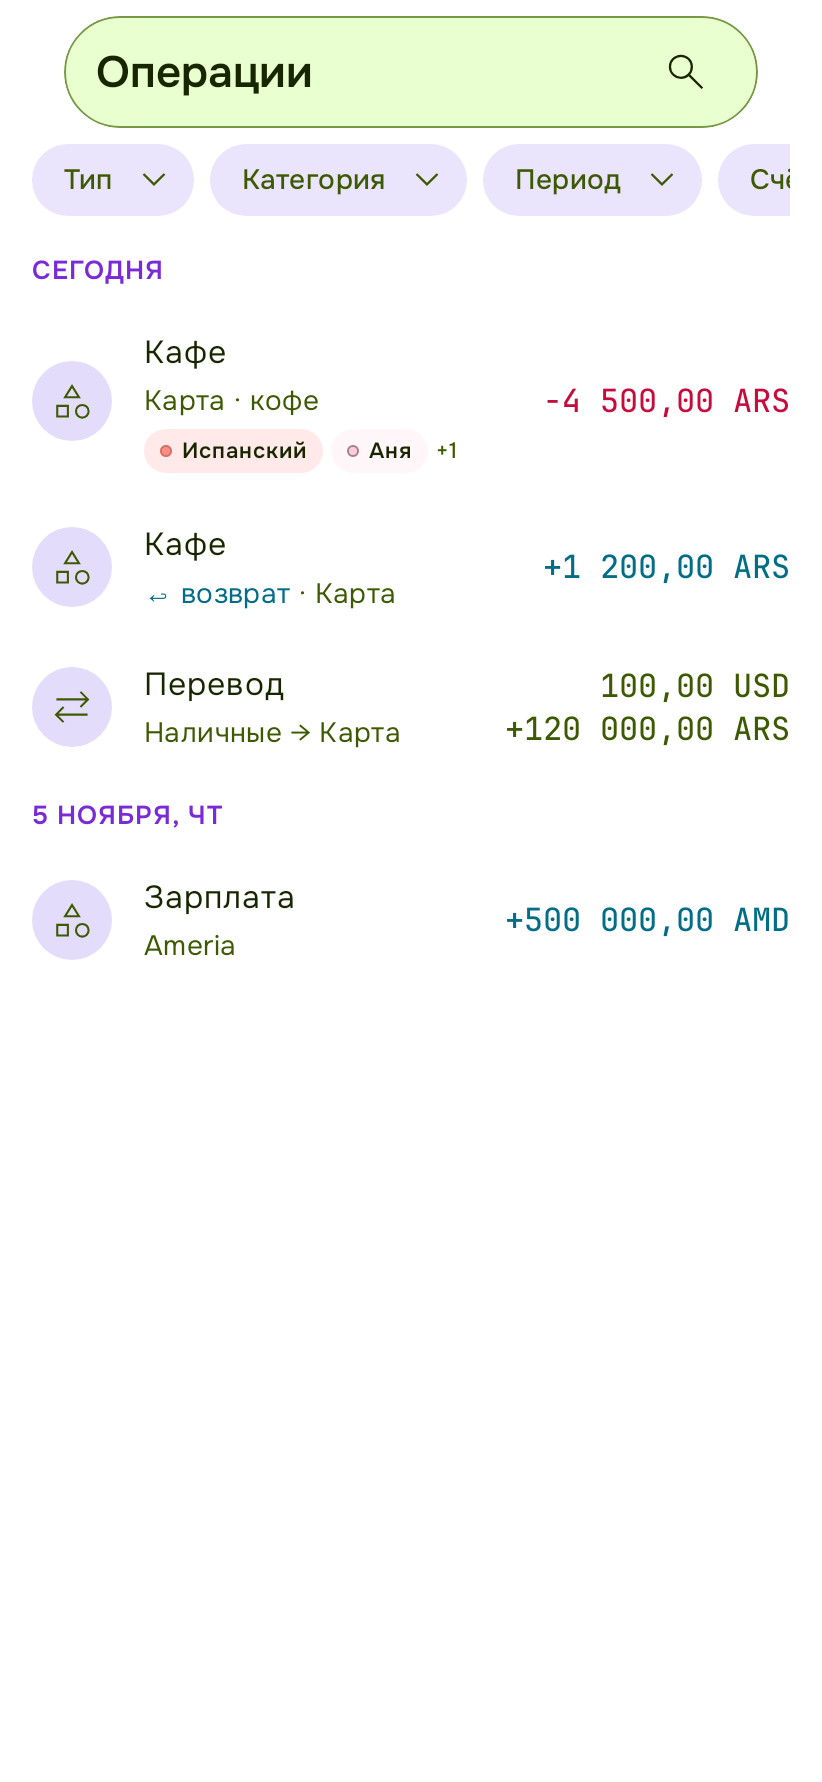 Операции
Тип
Категория
Период
Счё
СЕГОДНЯ
Кафе
Карта · кофе
-4 500,00 ARS
Испанский
Аня
+1
Кафе
↩ возврат · Карта
+1 200,00 ARS
Перевод
Наличные → Карта
100,00 USD
+120 000,00 ARS
5 НОЯБРЯ, ЧТ
Зарплата
Ameria
+500 000,00 AMD